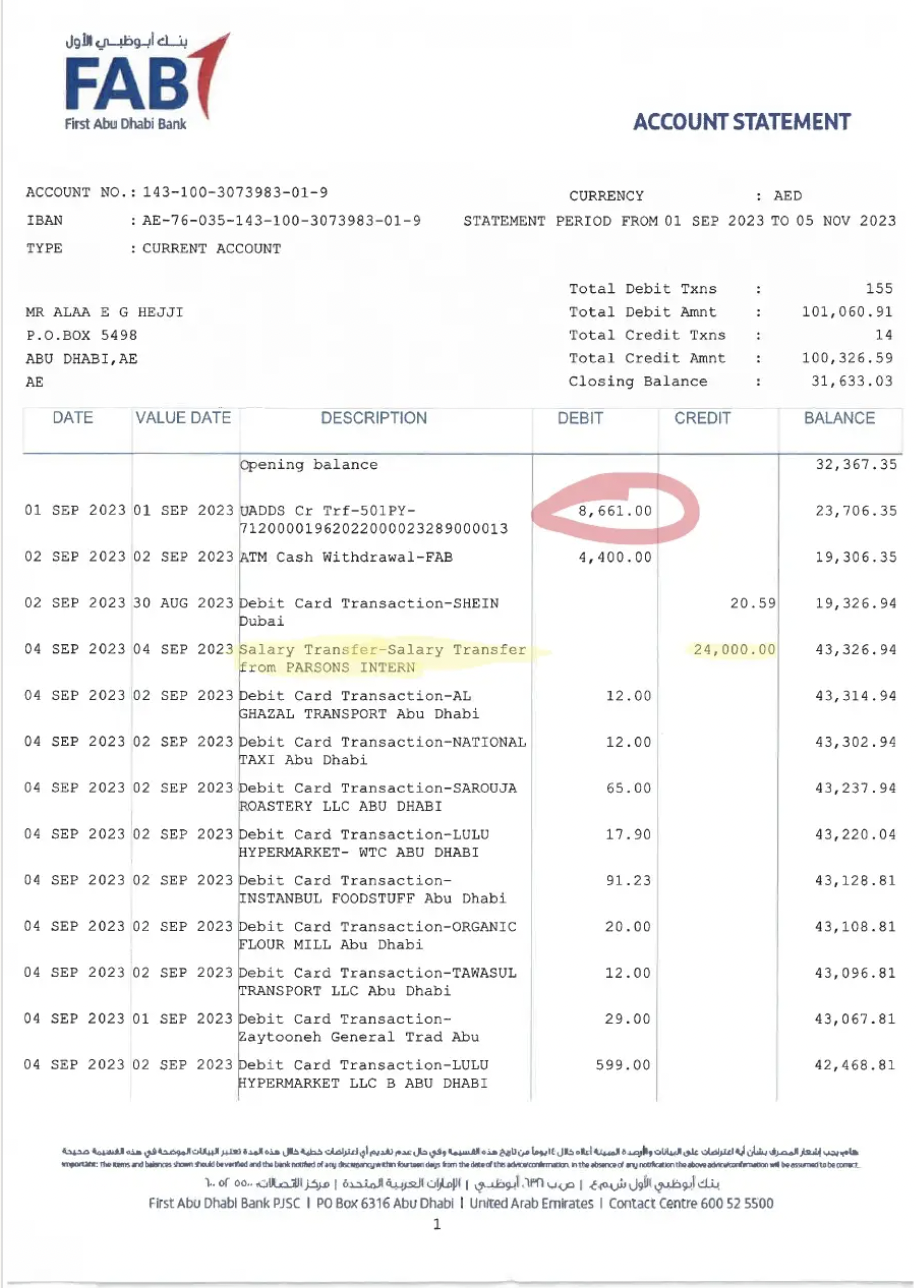 بنك أبوظبي الأول
FAB
First Abu Dhabi Bank
ACCOUNT STATEMENT
ACCOUNT NO.: 143-100-3073983-01-9
CURRENCY : AED
IBAN : AE-76-035-143-100-3073983-01-9
STATEMENT PERIOD FROM 01 SEP 2023 TO 05 NOV 2023
TYPE : CURRENT ACCOUNT
Total Debit Txns : 155
MR ALAA E G HEJJI
Total Debit Amnt : 101,060.91
P.O.BOX 5498
Total Credit Txns : 14
ABU DHABI,AE
Total Credit Amnt : 100,326.59
AE
Closing Balance : 31,633.03
DATE VALUE DATE DESCRIPTION DEBIT CREDIT BALANCE
Opening balance 32,367.35
01 SEP 2023 01 SEP 2023 UADDS Cr Trf-501PY- 8,661.00 23,706.35
71200001962022000023289000013
02 SEP 2023 02 SEP 2023 ATM Cash Withdrawal-FAB 4,400.00 19,306.35
02 SEP 2023 30 AUG 2023 Debit Card Transaction-SHEIN 20.59 19,326.94
Dubai
04 SEP 2023 04 SEP 2023 Salary Transfer-Salary Transfer 24,000.00 43,326.94
from PARSONS INTERN
04 SEP 2023 02 SEP 2023 Debit Card Transaction-AL 12.00 43,314.94
GHAZAL TRANSPORT Abu Dhabi
04 SEP 2023 02 SEP 2023 Debit Card Transaction-NATIONAL 12.00 43,302.94
TAXI Abu Dhabi
04 SEP 2023 02 SEP 2023 Debit Card Transaction-SAROUJA 65.00 43,237.94
ROASTERY LLC ABU DHABI
04 SEP 2023 02 SEP 2023 Debit Card Transaction-LULU 17.90 43,220.04
HYPERMARKET- WTC ABU DHABI
04 SEP 2023 02 SEP 2023 Debit Card Transaction- 91.23 43,128.81
INSTANBUL FOODSTUFF Abu Dhabi
04 SEP 2023 02 SEP 2023 Debit Card Transaction-ORGANIC 20.00 43,108.81
FLOUR MILL Abu Dhabi
04 SEP 2023 02 SEP 2023 Debit Card Transaction-TAWASUL 12.00 43,096.81
TRANSPORT LLC Abu Dhabi
04 SEP 2023 01 SEP 2023 Debit Card Transaction- 29.00 43,067.81
Zaytooneh General Trad Abu
04 SEP 2023 02 SEP 2023 Debit Card Transaction-LULU 599.00 42,468.81
HYPERMARKET LLC B ABU DHABI
هام: يجب إشعار المصرف بشأن أية اعتراضات على البيانات والأرصدة المبينة أعلاه خلال ١٤ يوماً من تاريخ هذه القسيمة وفي حال عدم تقديم أي اعتراضات خطية خلال هذه المدة تعتبر البيانات الموضحة في هذه القسيمة صحيحة
Important: The items and balances shown should be verified and the bank notified of any discrepancy within fourteen days from the date of this advice/confirmation. In the absence of any notification the above advice/confirmation will be assumed to be correct.
بنك أبوظبي الأول ش.م.ع. | ص ب ٦٣١٦، أبوظبي | الإمارات العربية المتحدة | مركز الاتصالات: ٥٥٠٠ ٥٢ ٦٠٠
First Abu Dhabi Bank PJSC | PO Box 6316 Abu Dhabi | United Arab Emirates | Contact Centre 600 52 5500
1